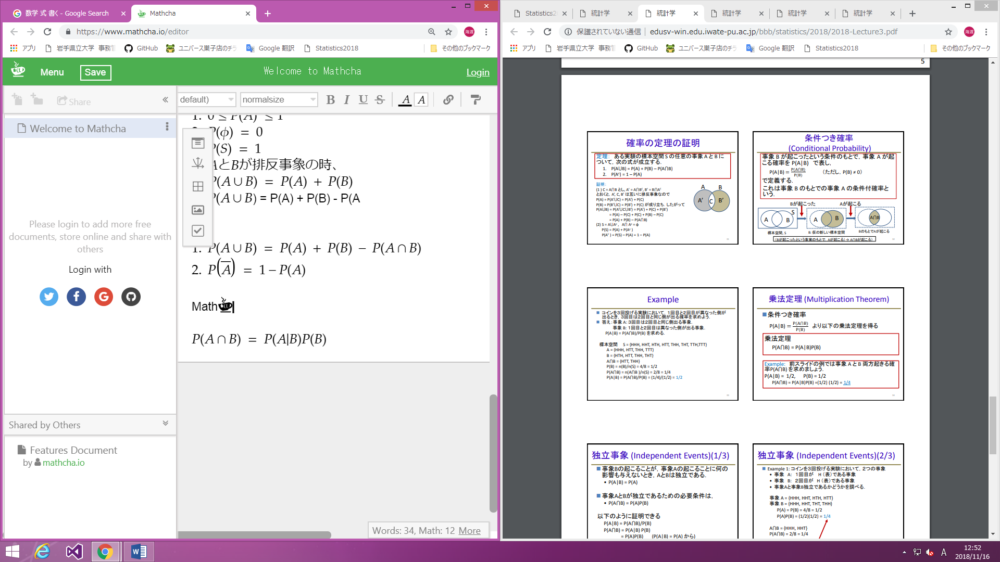 数学 式 書く - Google Search
Mathcha
https://www.mathcha.io/editor
アプリ
岩手県立大学 事務
GitHub
ユニバース巣子店のチラ
Google 翻訳
Statistics2018
その他のブックマーク
Menu
Save
Welcome to Mathcha
Login
Share
default)
normalsize
B I U S A A
Welcome to Mathcha
Please login to add more free
documents, store online and share with
others
Login with
Shared by Others
Features Document
by mathcha.io
1. 0 ≤ P(A) ≤ 1
P(ϕ) = 0
P(S) = 1
AとBが排反事象の時、
P(A ∪ B) = P(A) + P(B)
P(A ∪ B) = P(A) + P(B) - P(A
1. P(A ∪ B) = P(A) + P(B) − P(A ∩ B)
2. P(A̅) = 1 − P(A)
Math
P(A ∩ B) = P(A|B)P(B)
Words: 34, Math: 12 More
Statistics2
統計学
統計学
統計学
統計学
統計学
保護されていない通信
edusv-win.edu.iwate-pu.ac.jp/bbb/statistics/2018/2018-Lecture3.pdf
アプリ
岩手県立大学 事務
GitHub
ユニバース巣子店のチラ
Google 翻訳
Statistics2018
その他のブックマーク
5
確率の定理の証明
定理: ある実験の標本空間 S の任意の事象 A と B に
ついて, 次の式が成立する.
1. P(A∪B) = P(A) + P(B) – P(A∩B)
2. P(Aᶜ) = 1 – P(A)
証明:
(1) C = A∩B とし, A' = A∩Bᶜ, B' = B∩Aᶜ
とおくと, A', C, B' は互いに排反事象なので
P(A) = P(A'∪C) = P(A') + P(C)
P(B) = P(B'∪C) = P(B') + P(C) が成り立ち. したがって
P(A∪B) = P(A'∪C∪B') = P(A') + P(C) + P(B')
= P(A) – P(C) + P(C) + P(B) – P(C)
= P(A) + P(B) – P(A∩B)
(2) S = A∪Aᶜ, A∩Aᶜ = ϕ
P(S) = P(A) + P(Aᶜ)
P(Aᶜ) = P(S) – P(A) = 1 – P(A)
A B
A' C B'
条件つき確率
(Conditional Probability)
事象 B が起こったという条件のもとで, 事象 A が起
こる確率を P(A|B) で表し,
P(A|B) = P(A∩B)/P(B) (ただし, P(B) ≠ 0)
で定義する.
これは事象 B のもとでの事象 A の条件付確率と
いう.
Bが起こった
Aが起こる
S
A B
A B
A∩B
標本空間, S
B: 仮の新しい標本空間
BのもとでAが起こる
(Bが起こったという事実のもとで, Aが起こる) → A∩Bが起こる)
Example
コインを3回投げる実験において, 1回目と2回目が異なった側が
出るとき, 3回目は2回目と同じ側が出る確率を求めよう.
答え: 事象 A: 3回目は2回目と同じ側出る事象.
事象 B: 1回目と2回目は異なった側が出る事象.
P(A|B) = P(A∩B)/P(B) を求める.
標本空間 S = {HHH, HHT, HTH, HTT, THH, THT, TTH,TTT}
A = {HHH, HTT, THH, TTT}
B = {HTH, HTT, THH, THT}
A∩B = {HTT, THH}
P(B) = n(B)/n(S) = 4/8 = 1/2
P(A∩B) = n(A∩B )/n(S) = 2/8 = 1/4
P(A|B) = P(A∩B)/P(B) = (1/4)/(1/2) = 1/2
乗法定理 (Multiplication Theorem)
条件つき確率
P(A|B) = P(A∩B)/P(B) より以下の乗法定理を得る
乗法定理
P(A∩B) = P(A|B)P(B)
Example: 前スライドの例では事象 A と B 両方起きる確
率P(A∩B) を求めましょう.
P(A|B) = 1/2, P(B) = 1/2
P(A∩B) = P(A|B)P(B) =(1/2) (1/2) = 1/4
独立事象 (Independent Events)(1/3)
事象Bの起こることが, 事象Aの起こることに何の
影響も与えないとき, AとBは独立である.
• P(A|B) = P(A)
事象AとBが独立であるための必要条件は,
• P(A∩B) = P(A)P(B)
以下のように証明できる
P(A|B) = P(A∩B)/P(B)
P(A∩B) = P(A|B) P(B)
= P(A)P(B) (P(A|B) = P(A) から)
独立事象 (Independent Events)(2/3)
Example 1: コインを3回投げる実験において, 2つの事象
• 事象 A: 1回目が H (表)である事象
• 事象 B: 2回目が H (表)である事象
• 事象Aと事象B独立であるかどうかを調べる.
事象 A = {HHH, HHT, HTH, HTT}
事象 B = {HHH, HHT, THT, THH}
P(A) = P(B) = 4/8 = 1/2
P(A)P(B) = (1/2)(1/2) = 1/4
A∩B = {HHH, HHT}
P(A∩B) = 2/8 = 1/4
A
12:52
2018/11/16